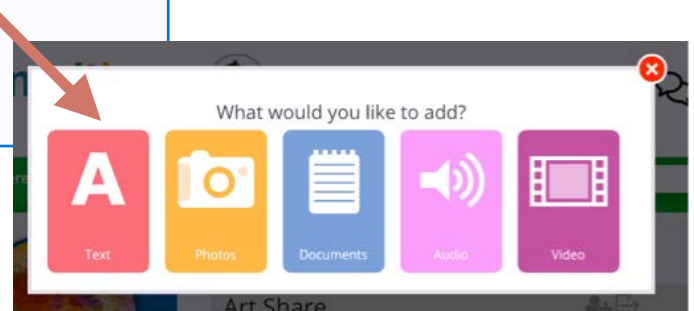 What would you like to add?
A
Text
Photos
Documents
Audio
Video
Art Share